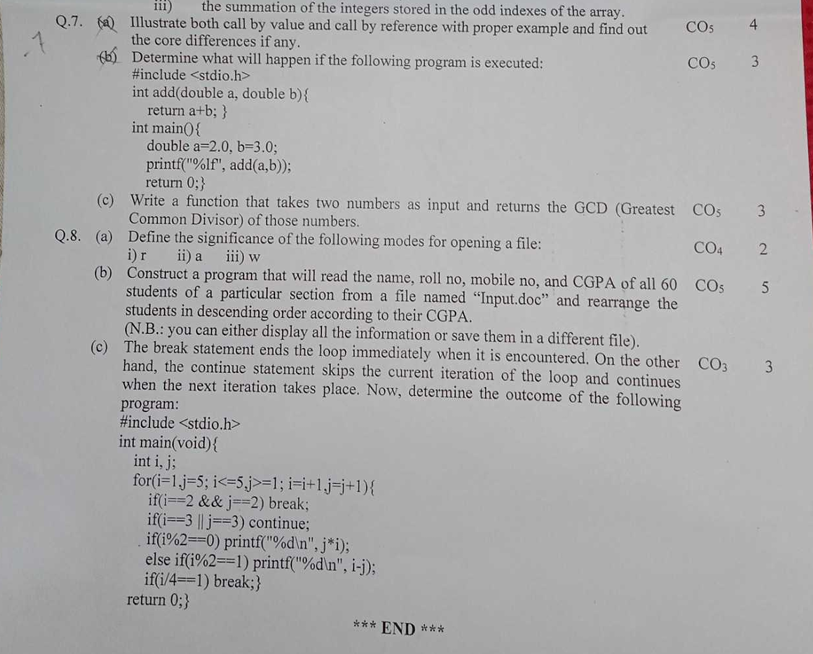 iii) the summation of the integers stored in the odd indexes of the array.
Q.7. (a) Illustrate both call by value and call by reference with proper example and find out CO5 4
the core differences if any.
(b) Determine what will happen if the following program is executed: CO5 3
#include <stdio.h>
int add(double a, double b){
return a+b; }
int main(){
double a=2.0, b=3.0;
printf("%lf", add(a,b));
return 0;}
(c) Write a function that takes two numbers as input and returns the GCD (Greatest CO5 3
Common Divisor) of those numbers.
Q.8. (a) Define the significance of the following modes for opening a file: CO4 2
i) r ii) a iii) w
(b) Construct a program that will read the name, roll no, mobile no, and CGPA of all 60 CO5 5
students of a particular section from a file named “Input.doc” and rearrange the
students in descending order according to their CGPA.
(N.B.: you can either display all the information or save them in a different file).
(c) The break statement ends the loop immediately when it is encountered. On the other CO3 3
hand, the continue statement skips the current iteration of the loop and continues
when the next iteration takes place. Now, determine the outcome of the following
program:
#include <stdio.h>
int main(void){
int i, j;
for(i=1,j=5; i<=5,j>=1; i=i+1,j=j+1){
if(i==2 && j==2) break;
if(i==3 || j==3) continue;
if(i%2==0) printf("%d\n", j*i);
else if(i%2==1) printf("%d\n", i-j);
if(i/4==1) break;}
return 0;}
*** END ***